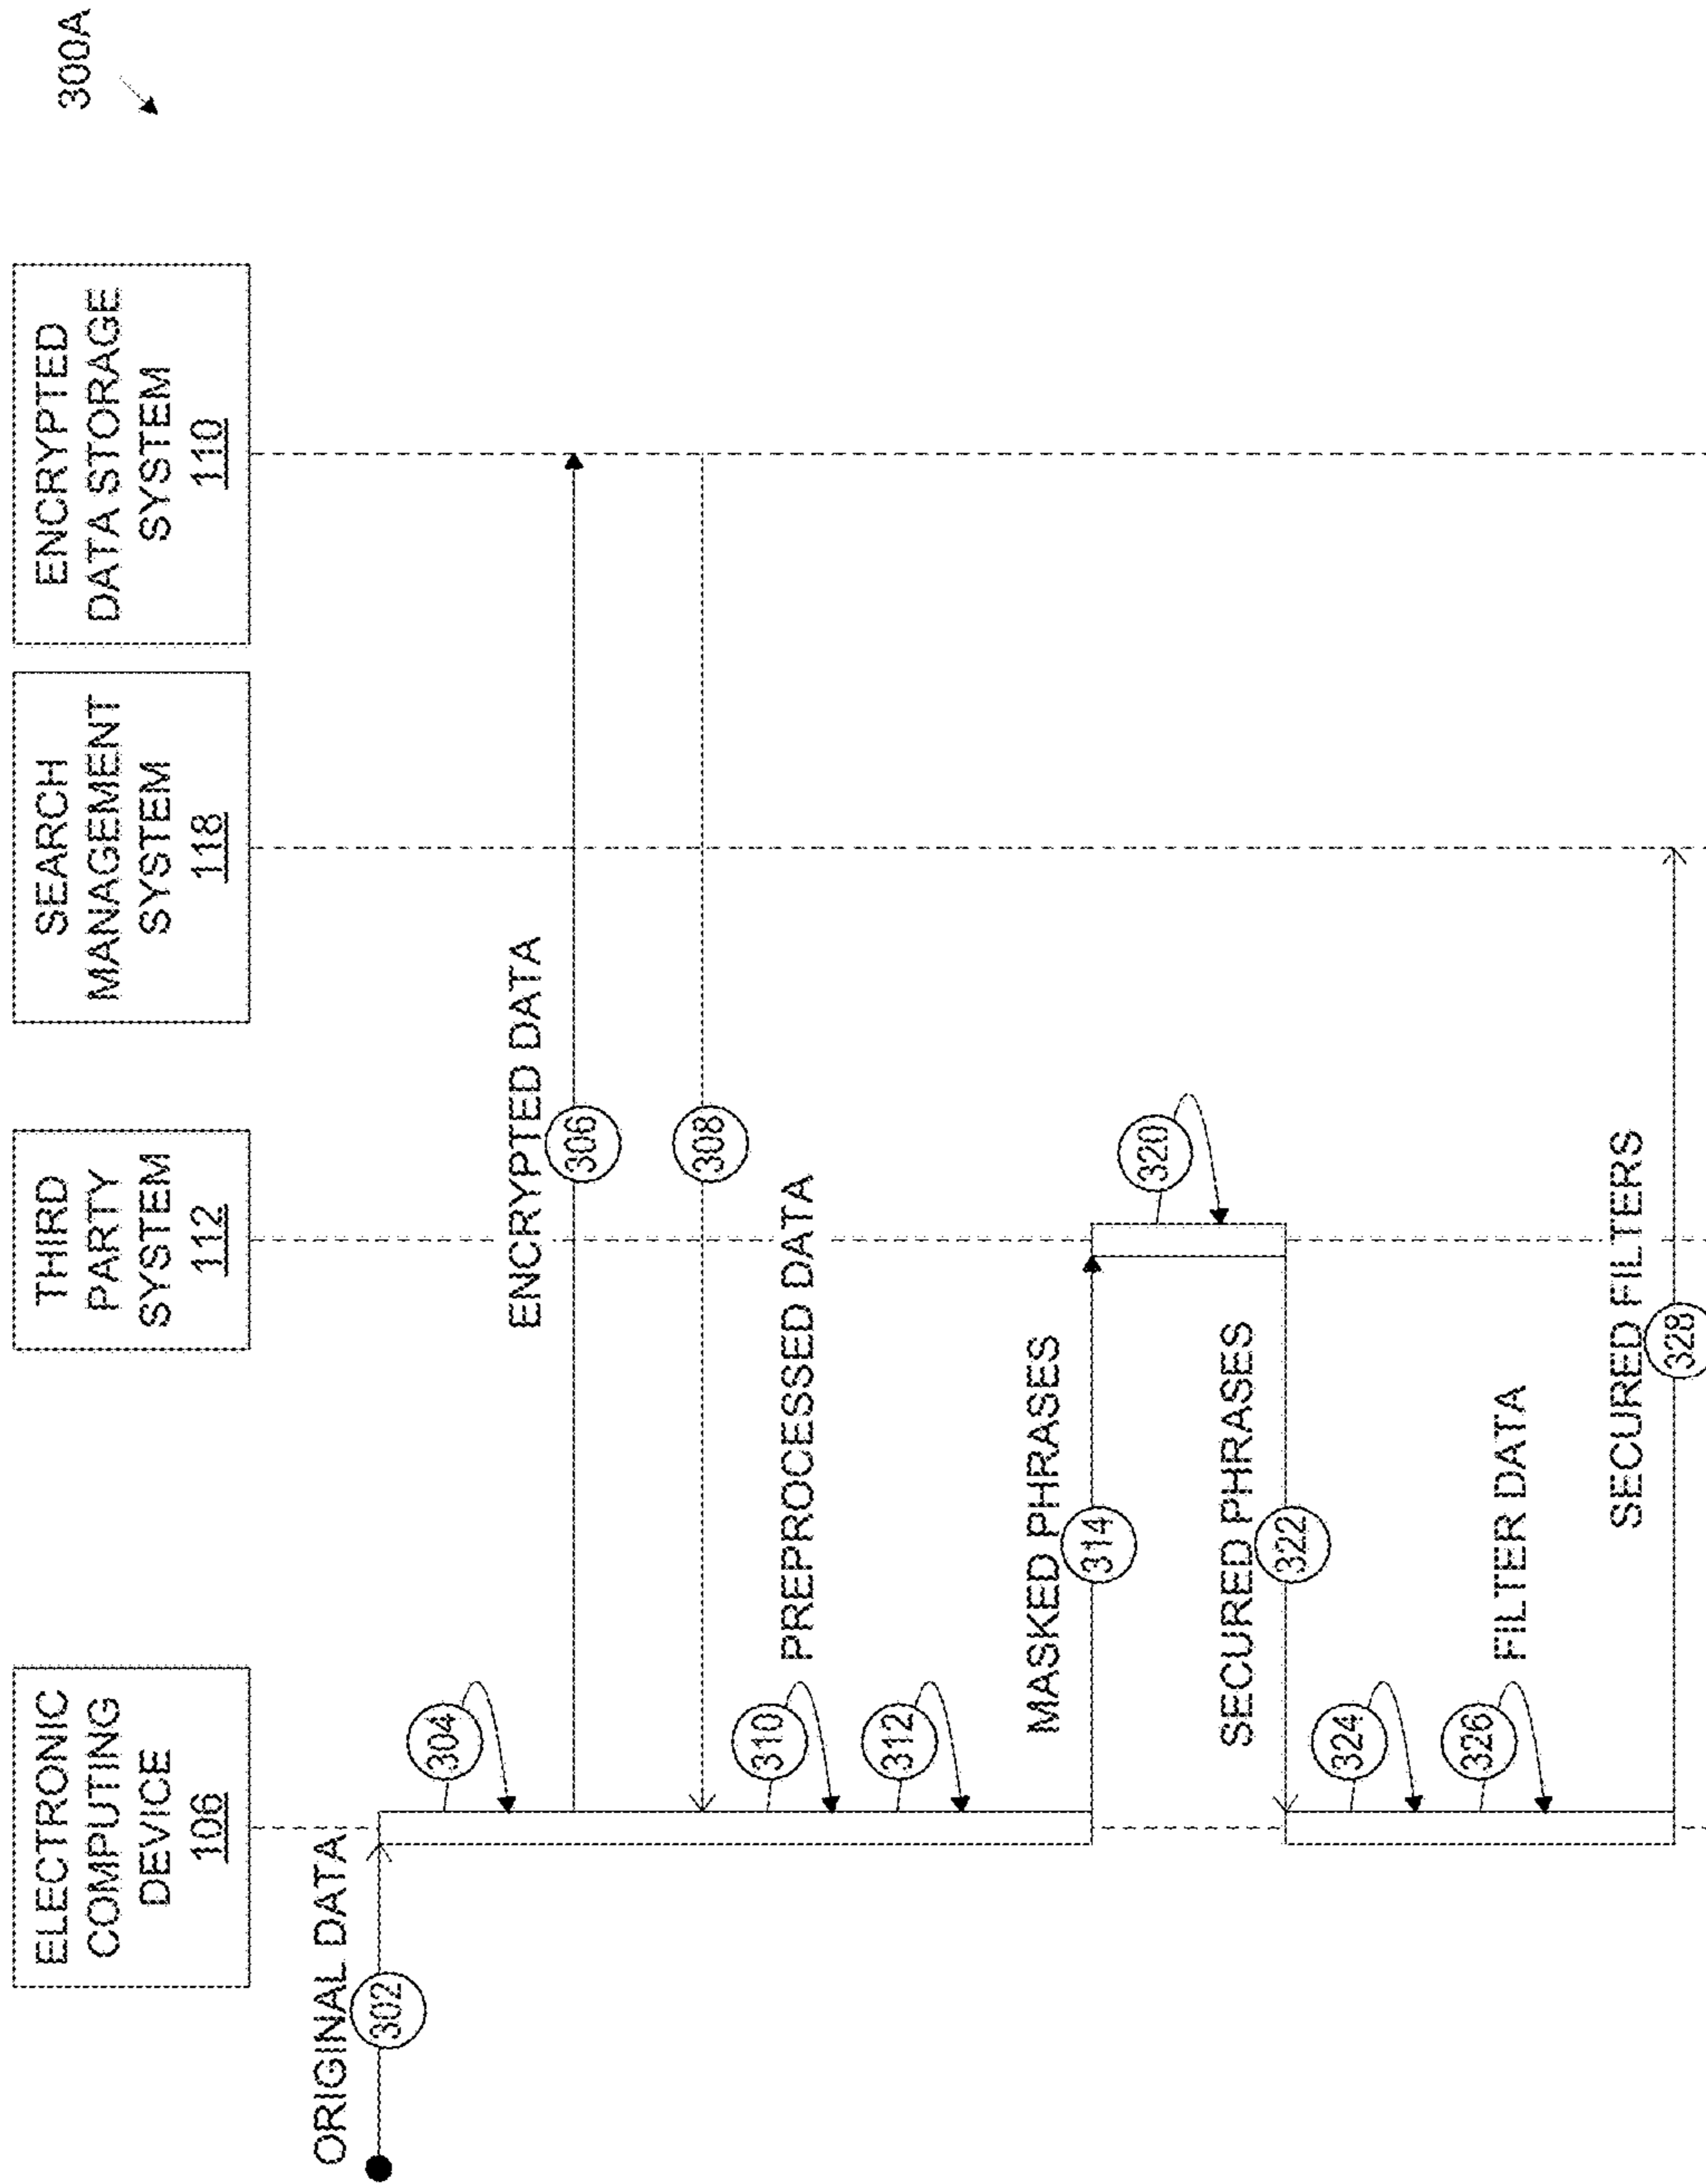 300A
ELECTRONIC
COMPUTING
DEVICE
106
THIRD
PARTY
SYSTEM
112
SEARCH
MANAGEMENT
SYSTEM
118
ENCRYPTED
DATA STORAGE
SYSTEM
110
ORIGINAL DATA
302
304
ENCRYPTED DATA
306
308
PREPROCESSED DATA
310
312
MASKED PHRASES
314
320
SECURED PHRASES
322
324
FILTER DATA
326
SECURED FILTERS
328